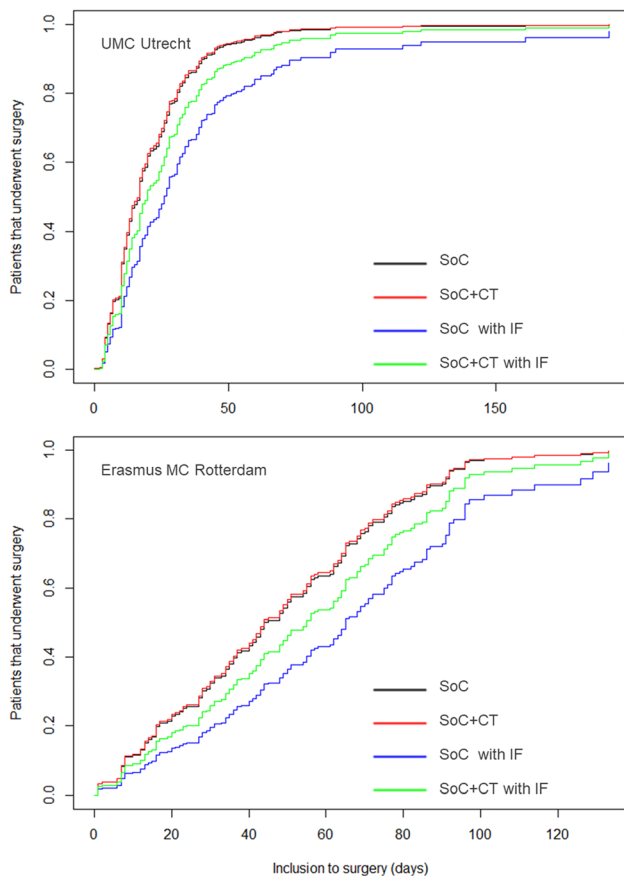 UMC Utrecht
Patients that underwent surgery
1.0
0.8
0.6
0.4
0.2
0.0
SoC
SoC+CT
SoC with IF
SoC+CT with IF
0 50 100 150
Erasmus MC Rotterdam
Patients that underwent surgery
1.0
0.8
0.6
0.4
0.2
0.0
SoC
SoC+CT
SoC with IF
SoC+CT with IF
0 20 40 60 80 100 120
Inclusion to surgery (days)